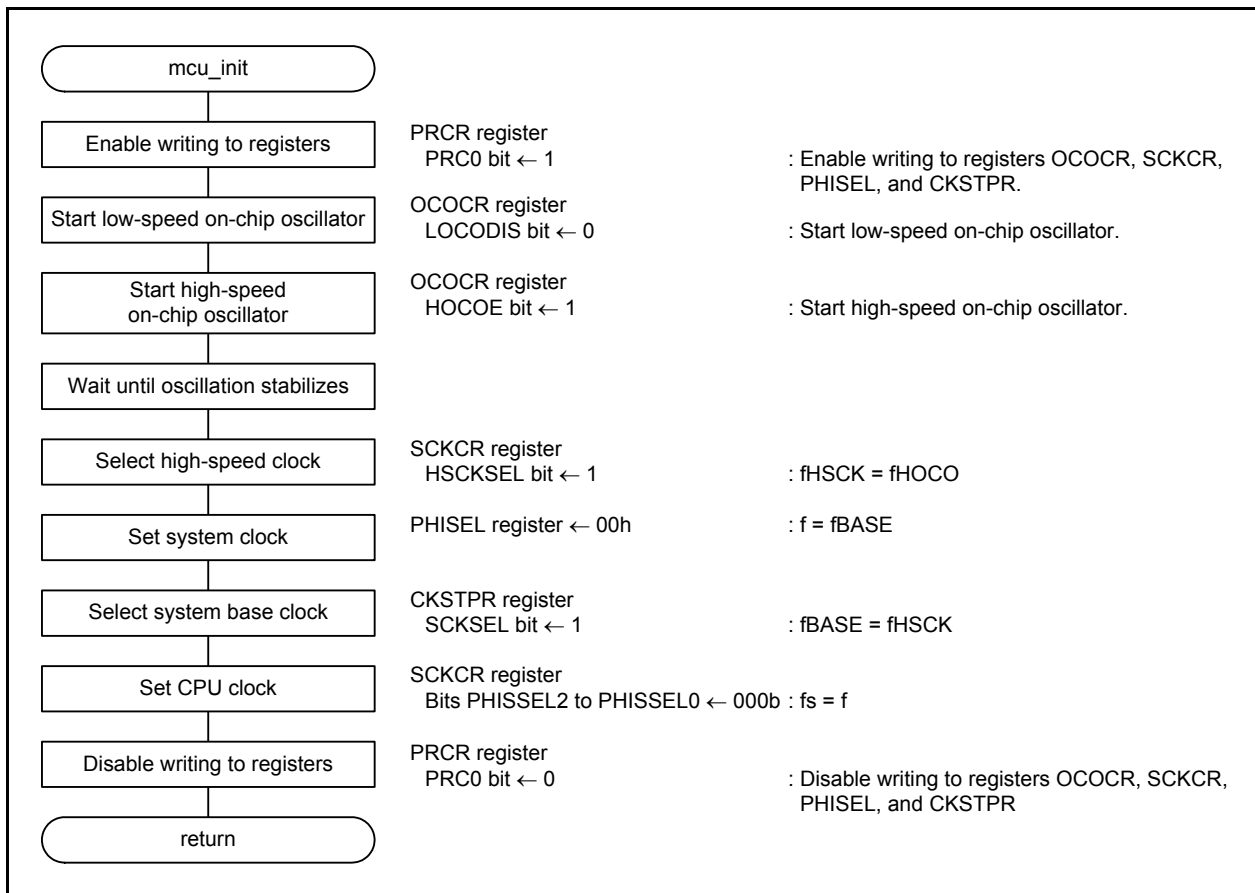 mcu_init
Enable writing to registers
PRCR register
PRC0 bit ← 1 : Enable writing to registers OCOCR, SCKCR,
PHISEL, and CKSTPR.
Start low-speed on-chip oscillator
OCOCR register
LOCODIS bit ← 0 : Start low-speed on-chip oscillator.
Start high-speed
on-chip oscillator
OCOCR register
HOCOE bit ← 1 : Start high-speed on-chip oscillator.
Wait until oscillation stabilizes
Select high-speed clock
SCKCR register
HSCKSEL bit ← 1 : fHSCK = fHOCO
Set system clock
PHISEL register ← 00h : f = fBASE
Select system base clock
CKSTPR register
SCKSEL bit ← 1 : fBASE = fHSCK
Set CPU clock
SCKCR register
Bits PHISSEL2 to PHISSEL0 ← 000b : fs = f
Disable writing to registers
PRCR register
PRC0 bit ← 0 : Disable writing to registers OCOCR, SCKCR,
PHISEL, and CKSTPR
return